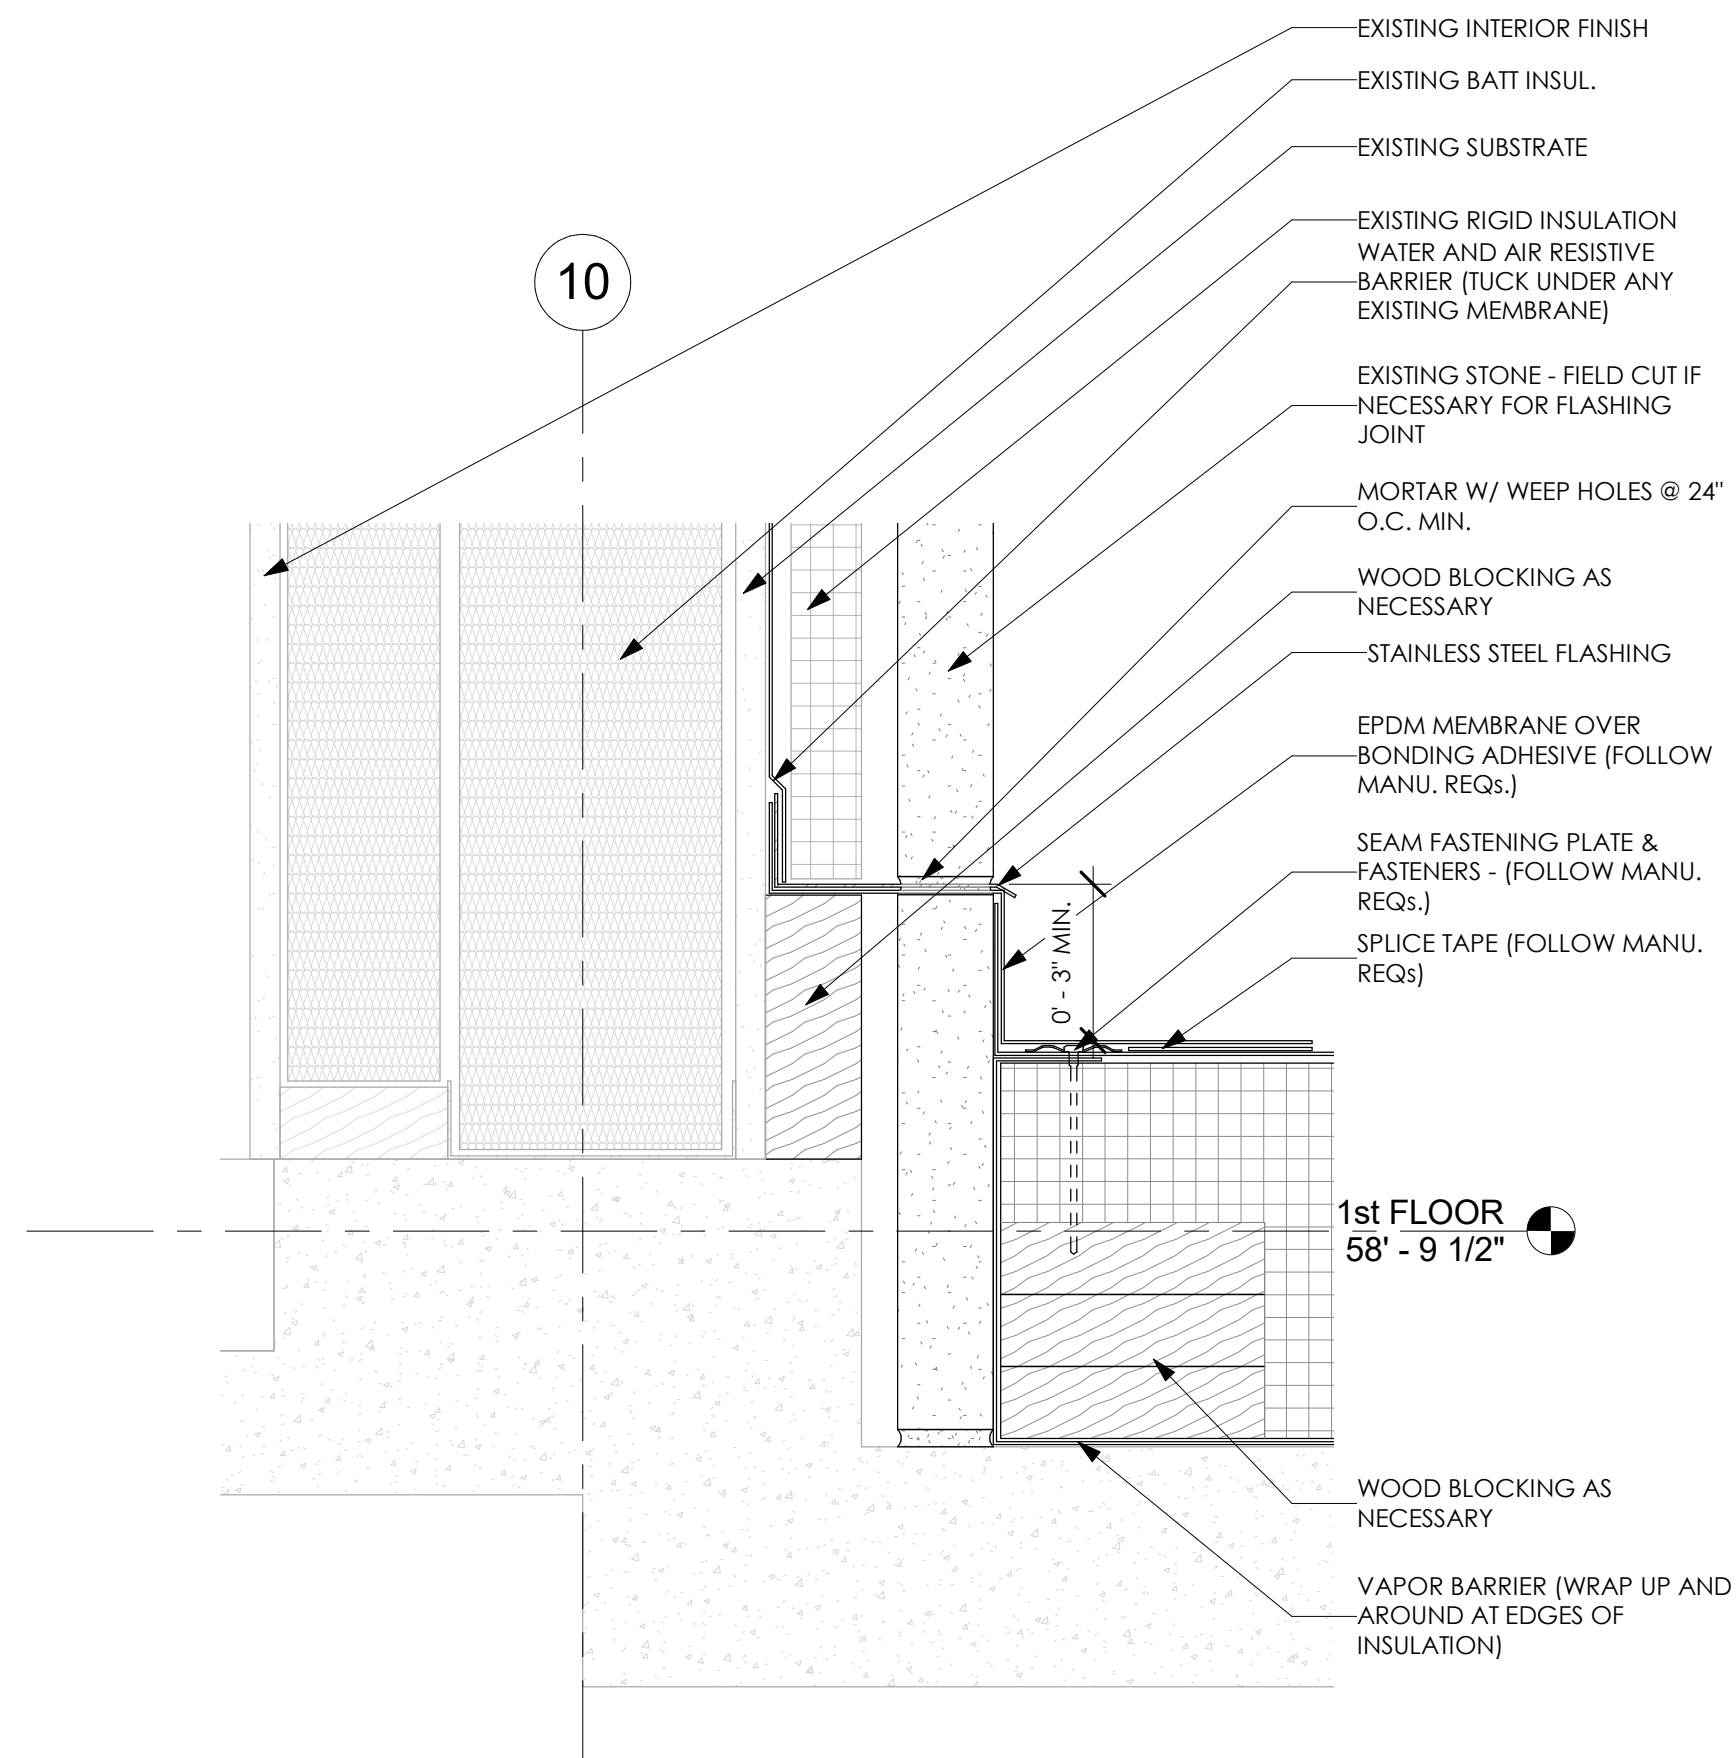 EXISTING INTERIOR FINISH
EXISTING BATT INSUL.
EXISTING SUBSTRATE
EXISTING RIGID INSULATION
WATER AND AIR RESISTIVE
BARRIER (TUCK UNDER ANY
EXISTING MEMBRANE)
10
EXISTING STONE - FIELD CUT IF
NECESSARY FOR FLASHING
JOINT
MORTAR W/ WEEP HOLES @ 24"
O.C. MIN.
WOOD BLOCKING AS
NECESSARY
STAINLESS STEEL FLASHING
EPDM MEMBRANE OVER
BONDING ADHESIVE (FOLLOW
MANU. REQs.)
SEAM FASTENING PLATE &
FASTENERS - (FOLLOW MANU.
REQs.)
SPLICE TAPE (FOLLOW MANU.
REQs)
0' - 3" MIN.
1st FLOOR
58' - 9 1/2"
WOOD BLOCKING AS
NECESSARY
VAPOR BARRIER (WRAP UP AND
AROUND AT EDGES OF
INSULATION)